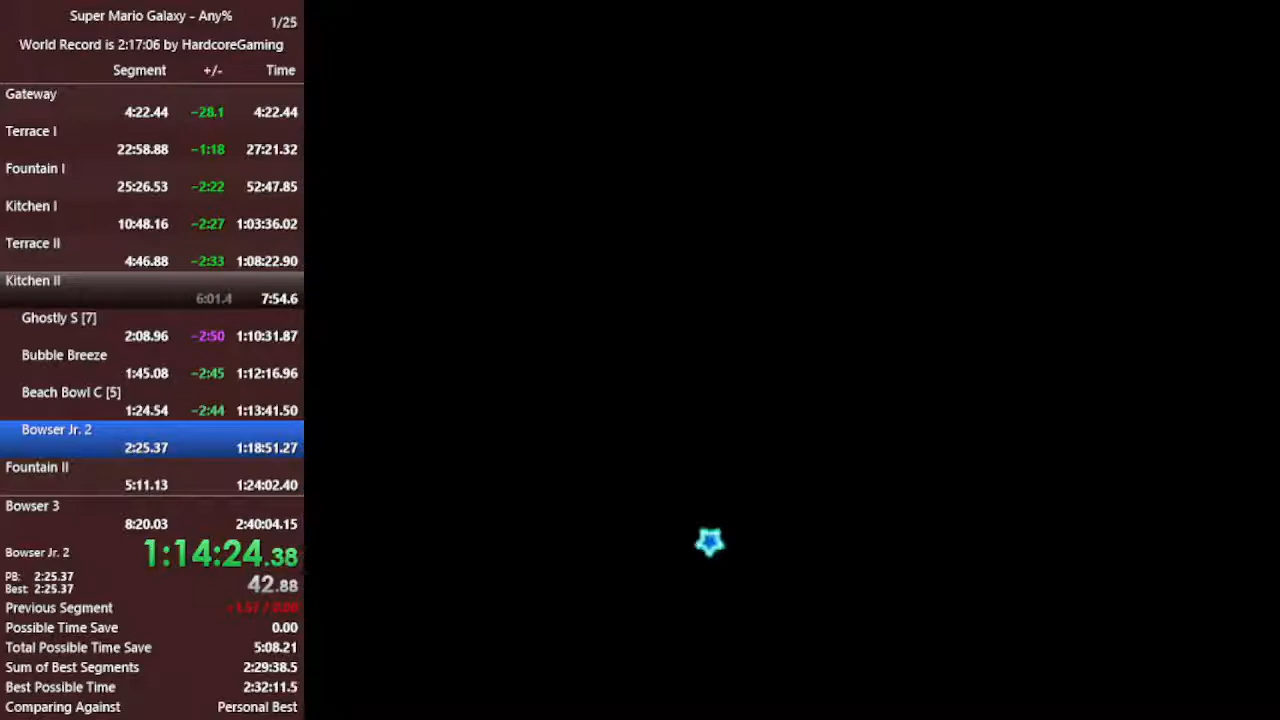 Super Mario Galaxy - Any%
1/25
World Record is 2:17:06 by HardcoreGaming
Segment +/- Time
Gateway
4:22.44 -28.1 4:22.44
Terrace I
22:58.88 -1:18 27:21.32
Fountain I
25:26.53 -2:22 52:47.85
Kitchen I
10:48.16 -2:27 1:03:36.02
Terrace II
4:46.88 -2:33 1:08:22.90
Kitchen II
6:01.4 7:54.6
Ghostly S [7]
2:08.96 -2:50 1:10:31.87
Bubble Breeze
1:45.08 -2:45 1:12:16.96
Beach Bowl C [5]
1:24.54 -2:44 1:13:41.50
Bowser Jr. 2
2:25.37 1:18:51.27
Fountain II
5:11.13 1:24:02.40
Bowser 3
8:20.03 2:40:04.15
Bowser Jr. 2 1:14:24.38
PB: 2:25.37
Best: 2:25.37 42.88
Previous Segment +1.57 / 0.00
Possible Time Save 0.00
Total Possible Time Save 5:08.21
Sum of Best Segments 2:29:38.5
Best Possible Time 2:32:11.5
Comparing Against Personal Best